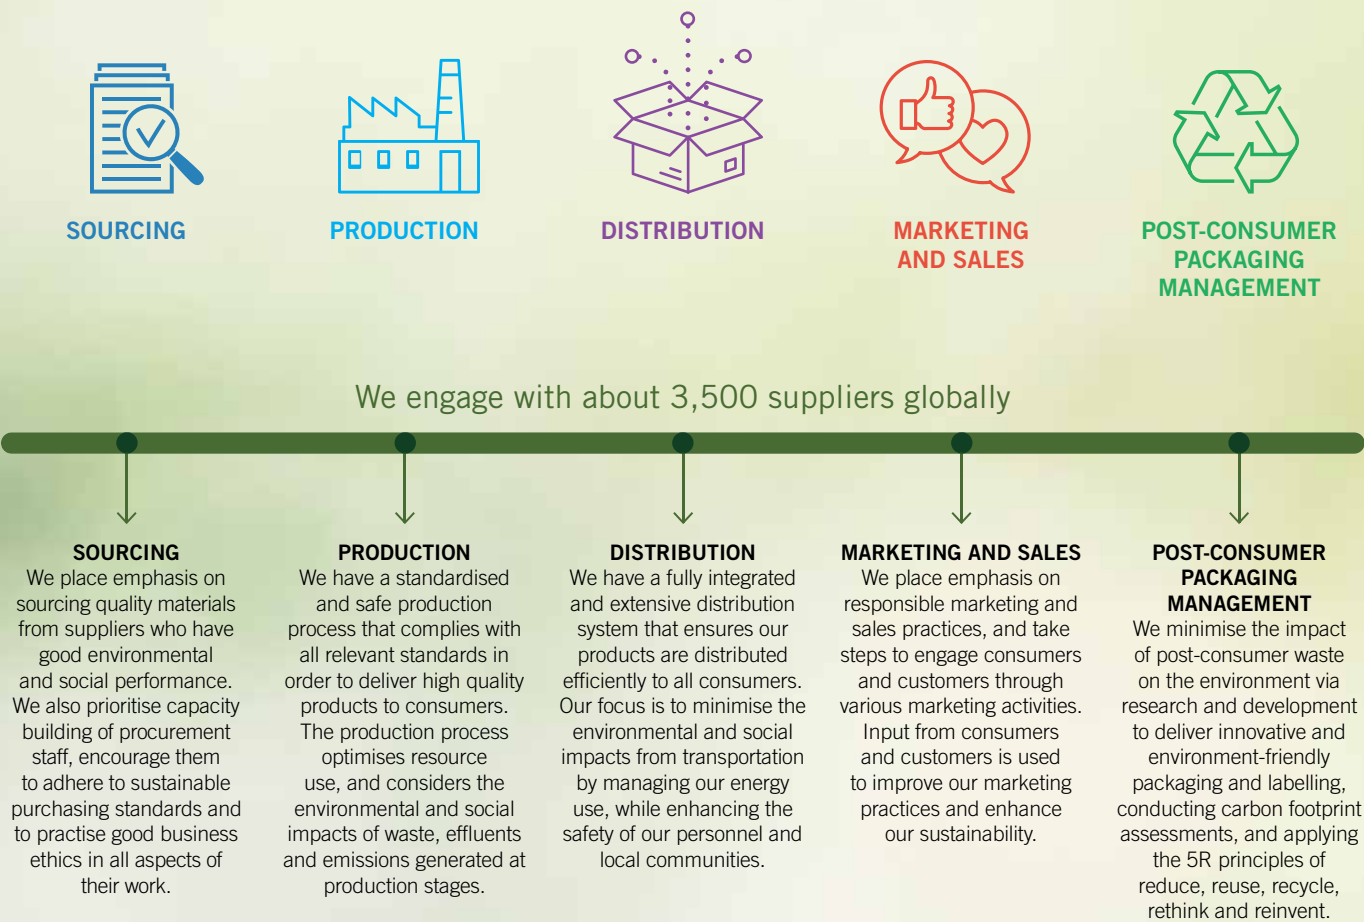 SOURCING
PRODUCTION
DISTRIBUTION
MARKETING
AND SALES
POST-CONSUMER
PACKAGING
MANAGEMENT
We engage with about 3,500 suppliers globally
SOURCING
We place emphasis on
sourcing quality materials
from suppliers who have
good environmental
and social performance.
We also prioritise capacity
building of procurement
staff, encourage them
to adhere to sustainable
purchasing standards and
to practise good business
ethics in all aspects of
their work.
PRODUCTION
We have a standardised
and safe production
process that complies with
all relevant standards in
order to deliver high quality
products to consumers.
The production process
optimises resource
use, and considers the
environmental and social
impacts of waste, effluents
and emissions generated at
production stages.
DISTRIBUTION
We have a fully integrated
and extensive distribution
system that ensures our
products are distributed
efficiently to all consumers.
Our focus is to minimise the
environmental and social
impacts from transportation
by managing our energy
use, while enhancing the
safety of our personnel and
local communities.
MARKETING AND SALES
We place emphasis on
responsible marketing and
sales practices, and take
steps to engage consumers
and customers through
various marketing activities.
Input from consumers
and customers is used
to improve our marketing
practices and enhance
our sustainability.
POST-CONSUMER
PACKAGING
MANAGEMENT
We minimise the impact
of post-consumer waste
on the environment via
research and development
to deliver innovative and
environment-friendly
packaging and labelling,
conducting carbon footprint
assessments, and applying
the 5R principles of
reduce, reuse, recycle,
rethink and reinvent.